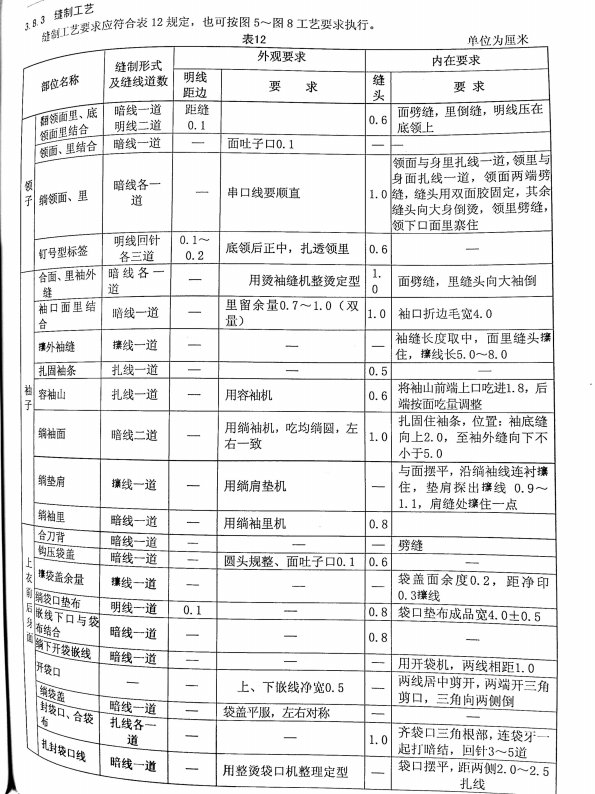 3.8.3 缝制工艺
缝制工艺要求应符合表12规定，也可按图5～图8工艺要求执行。
表12 单位为厘米
部位名称 缝制形式及缝线道数 外观要求 内在要求
明线距边 要 求 缝头 要 求
领子
翻领面里、底领面里结合 暗线一道 明线二道 距缝0.1 0.6 面劈缝，里倒缝，明线压在底领上
领面、里结合 暗线一道 — 面吐子口0.1 — —
绱领面、里 暗线各一道 — 串口线要顺直 1.0 领面与身里扎线一道，领里与身面扎线一道，领面两端劈缝，缝头用双面胶固定，其余缝头向大身倒烫，领里劈缝，领下口面里寨住
钉号型标签 明线回针各三道 0.1～0.2 底领后正中，扎透领里 0.6 —
袖子
合面、里袖外缝 暗线各一道 — 用烫袖缝机整烫定型 1.0 面劈缝，里缝头向大袖倒
袖口面里结合 暗线一道 — 里留余量0.7～1.0（双量） 1.0 袖口折边毛宽4.0
攥外袖缝 攥线一道 — — — 袖缝长度取中，面里缝头攥住，攥线长5.0～8.0
扎固袖条 扎线一道 — — 0.5 —
容袖山 扎线一道 — 用容袖机 0.6 将袖山前端上口吃进1.8，后端按面吃量调整
绱袖面 暗线二道 — 用绱袖机，吃均绱圆，左右一致 1.0 扎固住袖条，位置：袖底缝向上2.0，至袖外缝向下不小于5.0
绱垫肩 攥线一道 — 用绱肩垫机 — 与面摆平，沿绱袖线连衬攥住，垫肩探出攥线 0.9～1.1，肩缝处攥住一点
绱袖里 暗线一道 — 用绱袖里机 0.8
上衣前后身面
合刀背 暗线一道 — — — 劈缝
钩压袋盖 暗线一道 — 圆头规整、面吐子口0.1 0.6 —
攥袋盖余量 攥线一道 — — — 袋盖面余度0.2，距净印0.3攥线
绱袋口垫布 明线一道 0.1 — 0.8 袋口垫布成品宽4.0±0.5
嵌线下口与袋布结合 暗线一道 — — 0.8 —
绱下开袋嵌线 暗线一道 — — — 用开袋机，两线相距1.0
开袋口 — — 上、下嵌线净宽0.5 — 两线居中剪开，两端开三角剪口，三角向两侧倒
绱袋盖 暗线一道 — 袋盖平服，左右对称 — —
封袋口、合袋布 扎线各一道 — — 1.0 齐袋口三角根部，连袋牙一起打暗结，回针3～5道
扎封袋口线 暗线一道 — 用整烫袋口机整理定型 — 袋口摆平，距两侧2.0～2.5扎线